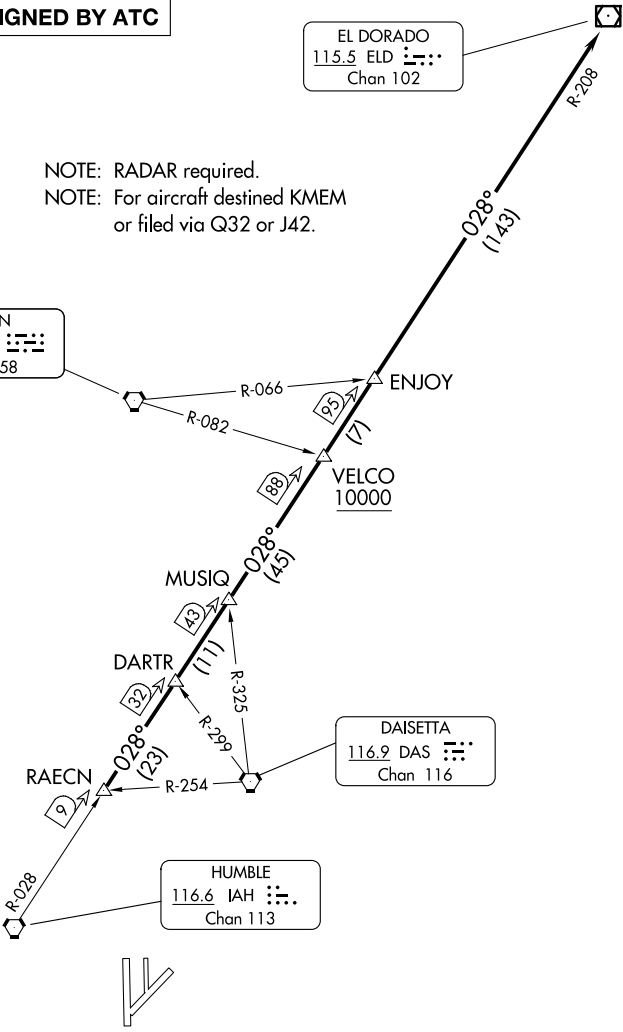 IGNED BY ATC
EL DORADO
115.5 ELD
Chan 102
R-208
NOTE: RADAR required.
NOTE: For aircraft destined KMEM
or filed via Q32 or J42.
028°
(143)
N
58
R-066
ENJOY
95
R-082
(7)
VELCO
10000
88
028°
(45)
MUSIQ
43
(11)
DARTR
R-325
32
R-299
DAISETTA
116.9 DAS
Chan 116
028°
(23)
RAECN
R-254
9
R-028
HUMBLE
116.6 IAH
Chan 113